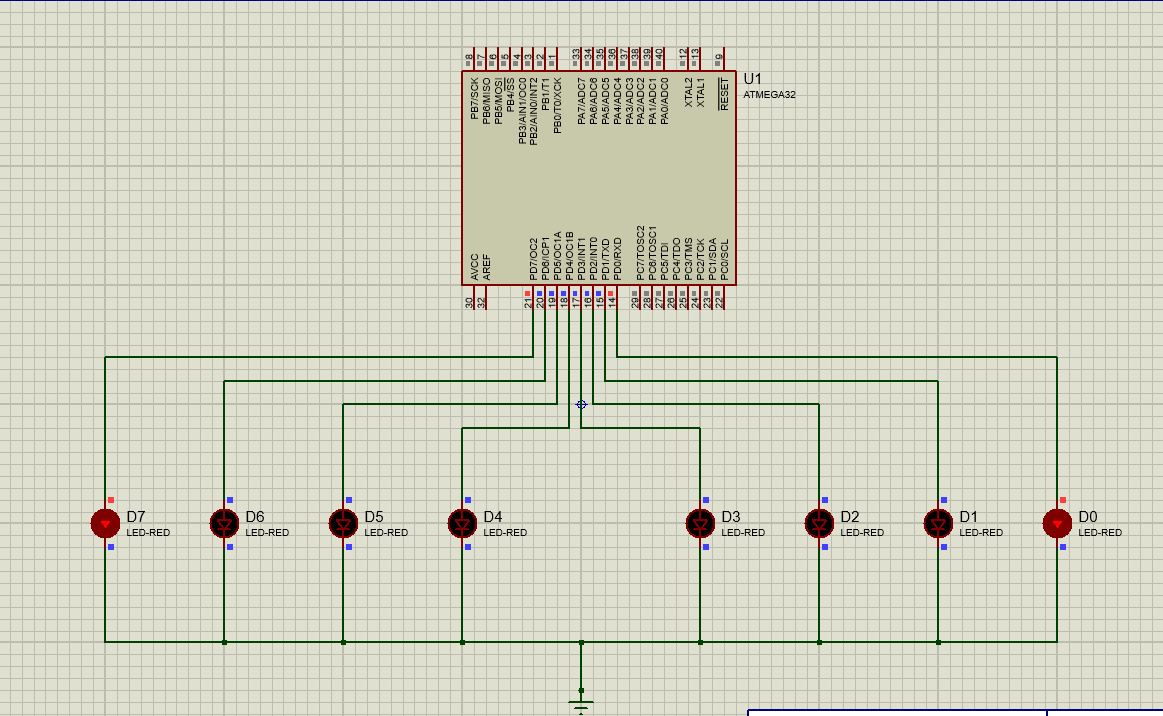 8
7
6
5
4
3
2
1
33
34
35
36
37
38
39
40
12
13
9
U1
ATMEGA32
PB7/SCK
PB6/MISO
PB5/MOSI
PB4/SS
PB3/AIN1/OC0
PB2/AIN0/INT2
PB1/T1
PB0/T0/XCK
PA7/ADC7
PA6/ADC6
PA5/ADC5
PA4/ADC4
PA3/ADC3
PA2/ADC2
PA1/ADC1
PA0/ADC0
XTAL2
XTAL1
RESET
AVCC
AREF
PD7/OC2
PD6/ICP1
PD5/OC1A
PD4/OC1B
PD3/INT1
PD2/INT0
PD1/TXD
PD0/RXD
PC7/TOSC2
PC6/TOSC1
PC5/TDI
PC4/TDO
PC3/TMS
PC2/TCK
PC1/SDA
PC0/SCL
30
32
21
20
19
18
17
16
15
14
29
28
27
26
25
24
23
22
D7
LED-RED
D6
LED-RED
D5
LED-RED
D4
LED-RED
D3
LED-RED
D2
LED-RED
D1
LED-RED
D0
LED-RED